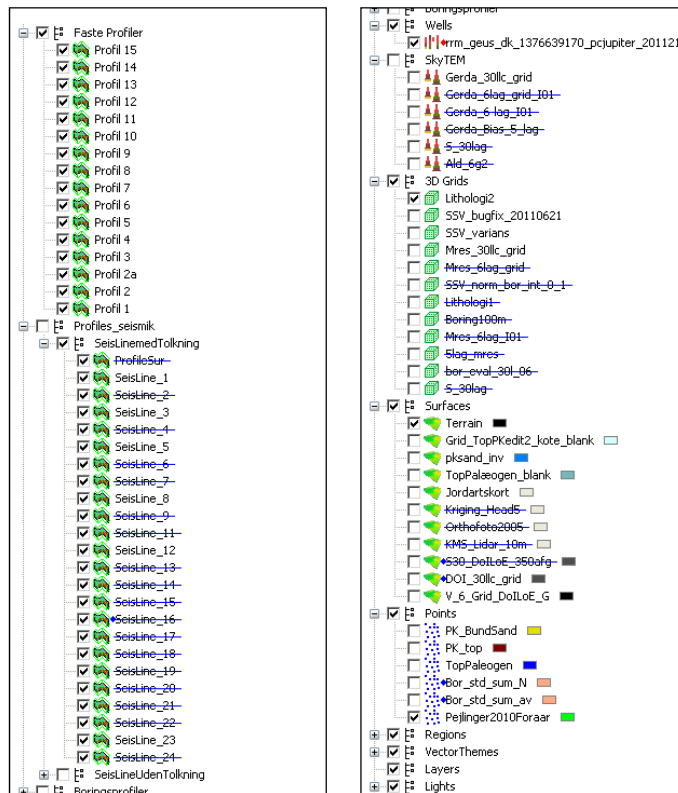 Faste Profiler
Profil 15
Profil 14
Profil 13
Profil 12
Profil 11
Profil 10
Profil 9
Profil 8
Profil 7
Profil 6
Profil 5
Profil 4
Profil 3
Profil 2a
Profil 2
Profil 1
Profiles_seismik
SeisLinemedTolkning
ProfileSur
SeisLine_1
SeisLine_2
SeisLine_3
SeisLine_4
SeisLine_5
SeisLine_6
SeisLine_7
SeisLine_8
SeisLine_9
SeisLine_11
SeisLine_12
SeisLine_13
SeisLine_14
SeisLine_15
SeisLine_16
SeisLine_17
SeisLine_18
SeisLine_19
SeisLine_20
SeisLine_21
SeisLine_22
SeisLine_23
SeisLine_24
SeisLineUdenTolkning
Boringsprofiler
Boringsprofiler
Wells
rrm_geus_dk_1376639170_pcjupiter_201121
SkyTEM
Gerda_30llc_grid
Gerda_6lag_grid_I01
Gerda_6 lag_I01
Gerda_Bias_5_lag
S_30lag
Ald_6g2
3D Grids
Lithologi2
SSV_bugfix_20110621
SSV_varians
Mres_30llc_grid
Mres_6lag_grid
SSV_norm_bor_int_0_1
Lithologi1
Boring100m
Mres_6lag_I01
5lag_mres
bor_eval_30l_06
S_30lag
Surfaces
Terrain
Grid_TopPKedit2_kote_blank
pksand_inv
TopPalæogen_blank
Jordartskort
Kriging_Head5
Orthofoto2005
KMS_Lidar_10m
S30_DoILoE_350afg
DOI_30llc_grid
V_6_Grid_DoILoE_G
Points
PK_BundSand
PK_top
TopPaleogen
Bor_std_sum_N
Bor_std_sum_av
Pejlinger2010Foraar
Regions
VectorThemes
Layers
Lights